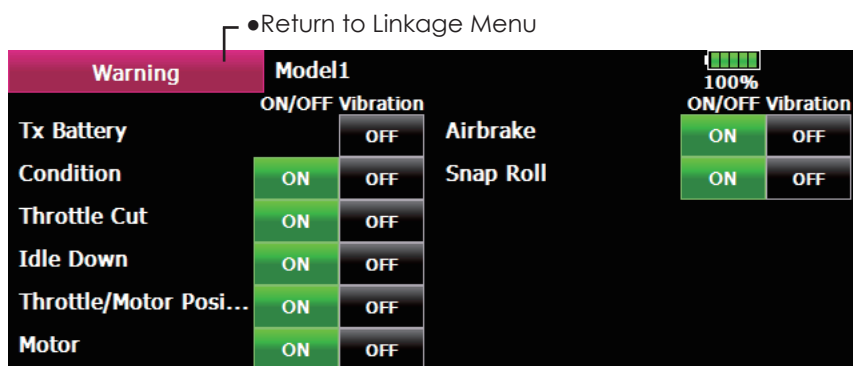 ●Return to Linkage Menu
Warning Model1 100%
ON/OFF Vibration ON/OFF Vibration
Tx Battery OFF Airbrake ON OFF
Condition ON OFF Snap Roll ON OFF
Throttle Cut ON OFF
Idle Down ON OFF
Throttle/Motor Posi... ON OFF
Motor ON OFF